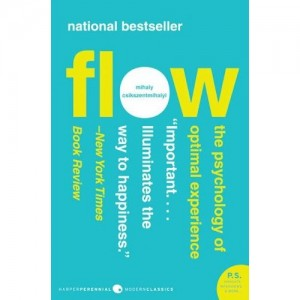 national bestseller
flow
mihaly
csikszentmihalyi
the psychology of
optimal experience
"Important. . . .
Illuminates the
way to happiness."
–New York Times
Book Review
P.S.
HARPERPERENNIAL MODERNCLASSICS